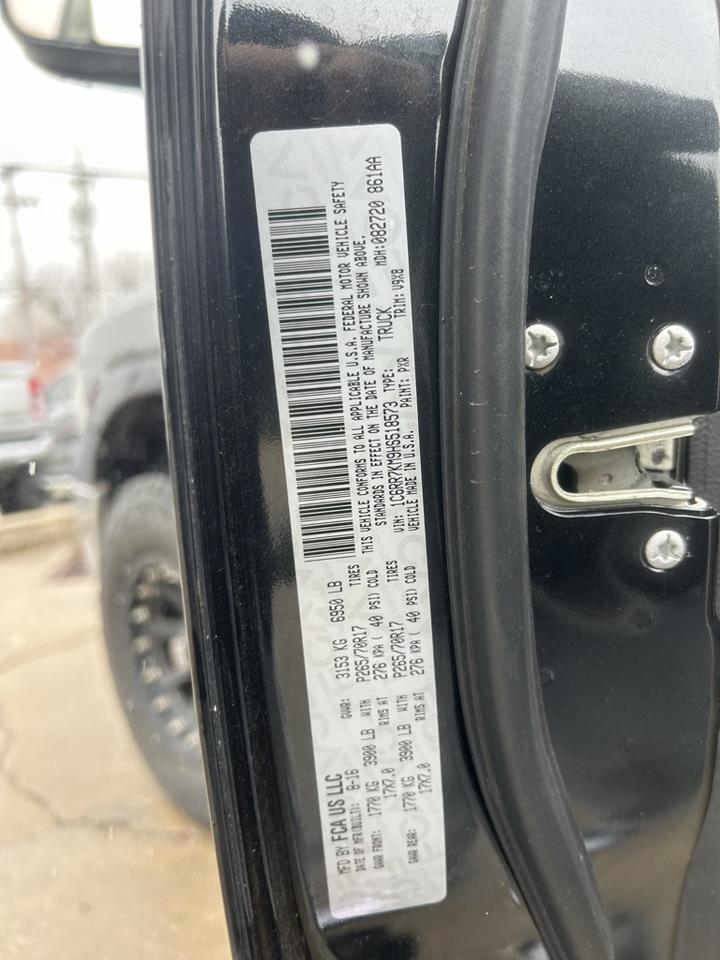 MFD BY FCA US LLC
DATE OF MFR(BUILT): 8-16 GVWR: 3153 KG 6950 LB
GAWR FRONT: 1770 KG 3900 LB WITH P265/70R17 TIRES
17X7.0 RIMS AT 276 KPA ( 40 PSI) COLD
GAWR REAR: 1770 KG 3900 LB WITH P265/70R17 TIRES
17X7.0 RIMS AT 276 KPA ( 40 PSI) COLD
THIS VEHICLE CONFORMS TO ALL APPLICABLE U.S.A. FEDERAL MOTOR VEHICLE SAFETY
STANDARDS IN EFFECT ON THE DATE OF MANUFACTURE SHOWN ABOVE.
MDH:082720 861AA
VIN: 1C6RR7KM9HS518573 TYPE: TRUCK
VEHICLE MADE IN U.S.A. PAINT: PXR TRIM: V9X8